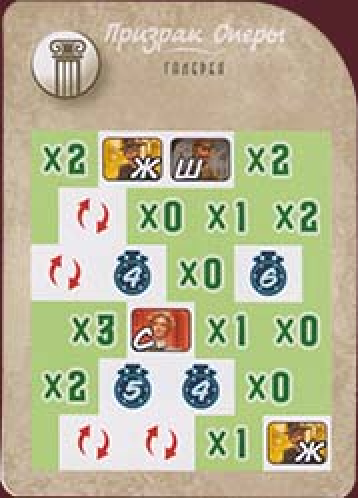 Призрак Оперы
ГАЛЕРЕЯ
X2 Ж Ш X2
X0 X1 X2
4 X0 6
X3 С X1 X0
X2 5 4 X0
X1 Ж